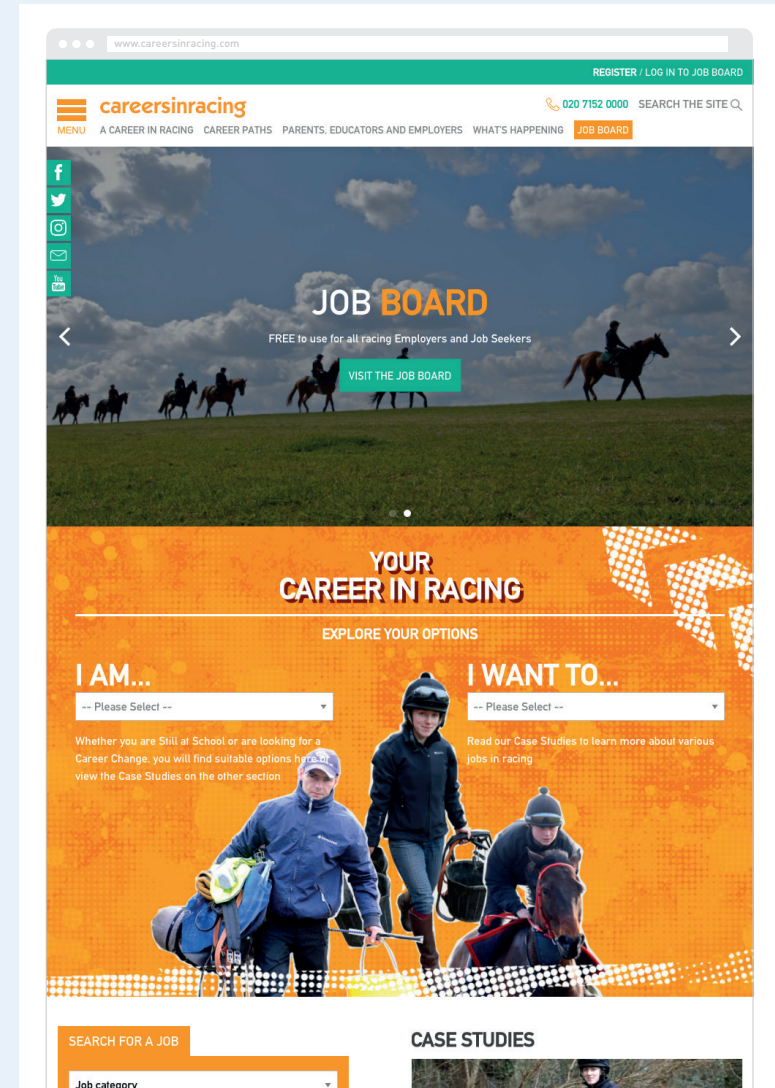 www.careersinracing.com
REGISTER / LOG IN TO JOB BOARD
careersinracing
020 7152 0000 SEARCH THE SITE
MENU A CAREER IN RACING CAREER PATHS PARENTS, EDUCATORS AND EMPLOYERS WHAT'S HAPPENING JOB BOARD
You
Tube
JOB BOARD
FREE to use for all racing Employers and Job Seekers
VISIT THE JOB BOARD
YOUR
CAREER IN RACING
EXPLORE YOUR OPTIONS
I AM...
-- Please Select --
Whether you are Still at School or are looking for a
Career Change, you will find suitable options here or
view the Case Studies on the other section
I WANT TO...
-- Please Select --
Read our Case Studies to learn more about various
jobs in racing
SEARCH FOR A JOB
Job category
CASE STUDIES